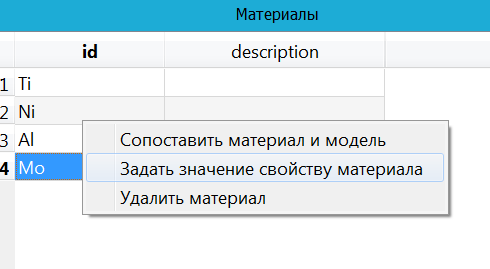 Материалы
id description
1 Ti
2 Ni
3 Al
4 Mo
Сопоставить материал и модель
Задать значение свойству материала
Удалить материал